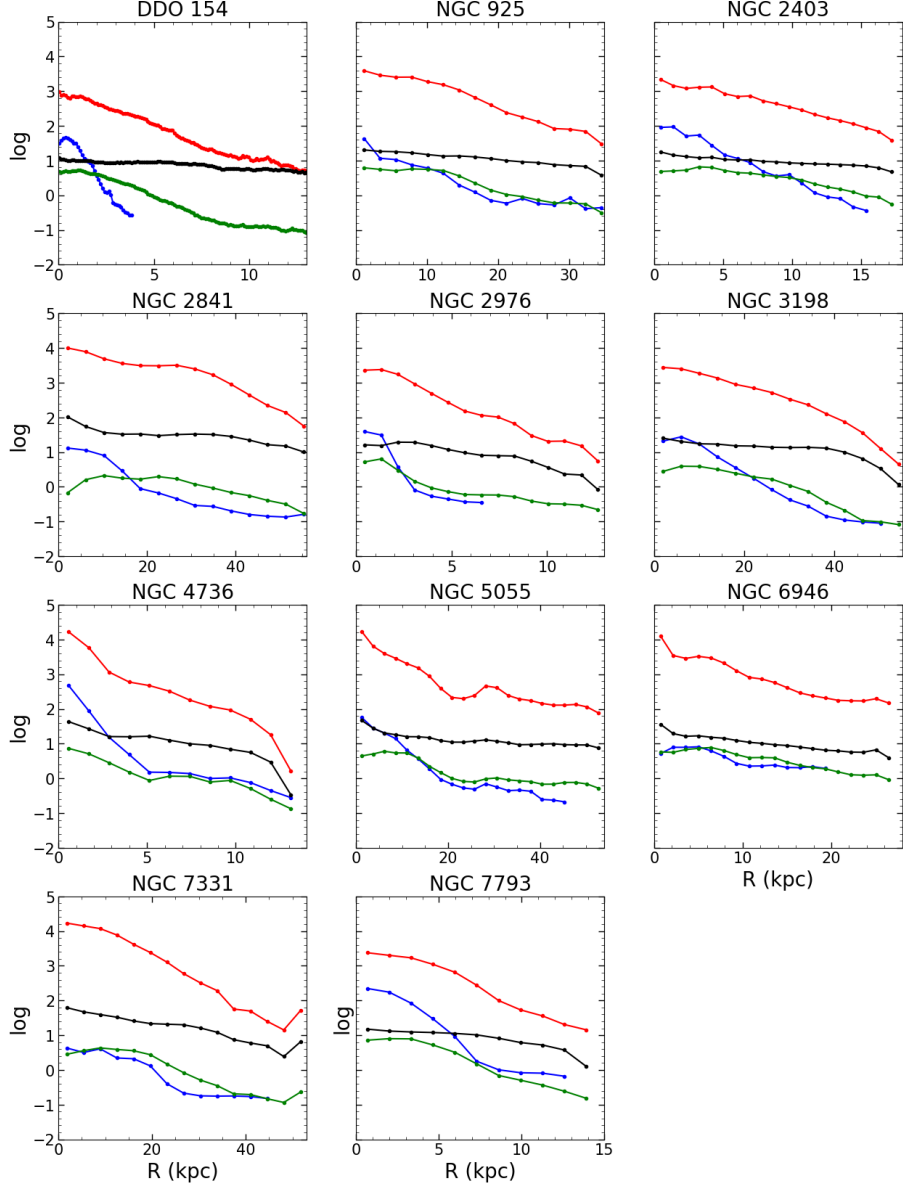 DDO 154 NGC 925 NGC 2403
5 4 3 2 1 0 −1 −2
log
0 5 10 0 10 20 30 0 5 10 15
NGC 2841 NGC 2976 NGC 3198
5 4 3 2 1 0 −1 −2
log
0 20 40 0 5 10 0 20 40
NGC 4736 NGC 5055 NGC 6946
5 4 3 2 1 0 −1 −2
log
0 5 10 0 20 40 0 10 20
R (kpc)
NGC 7331 NGC 7793
5 4 3 2 1 0 −1 −2
log log
0 20 40 0 5 10 15
R (kpc) R (kpc)